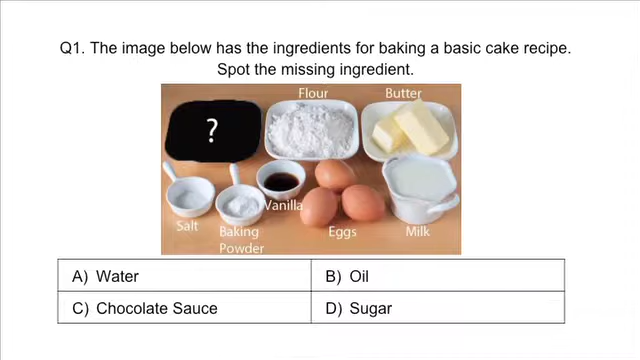 Q1. The image below has the ingredients for baking a basic cake recipe.
Spot the missing ingredient.
Flour
Butter
?
Vanilla
Salt
Baking
Powder
Eggs
Milk
A) Water
B) Oil
C) Chocolate Sauce
D) Sugar